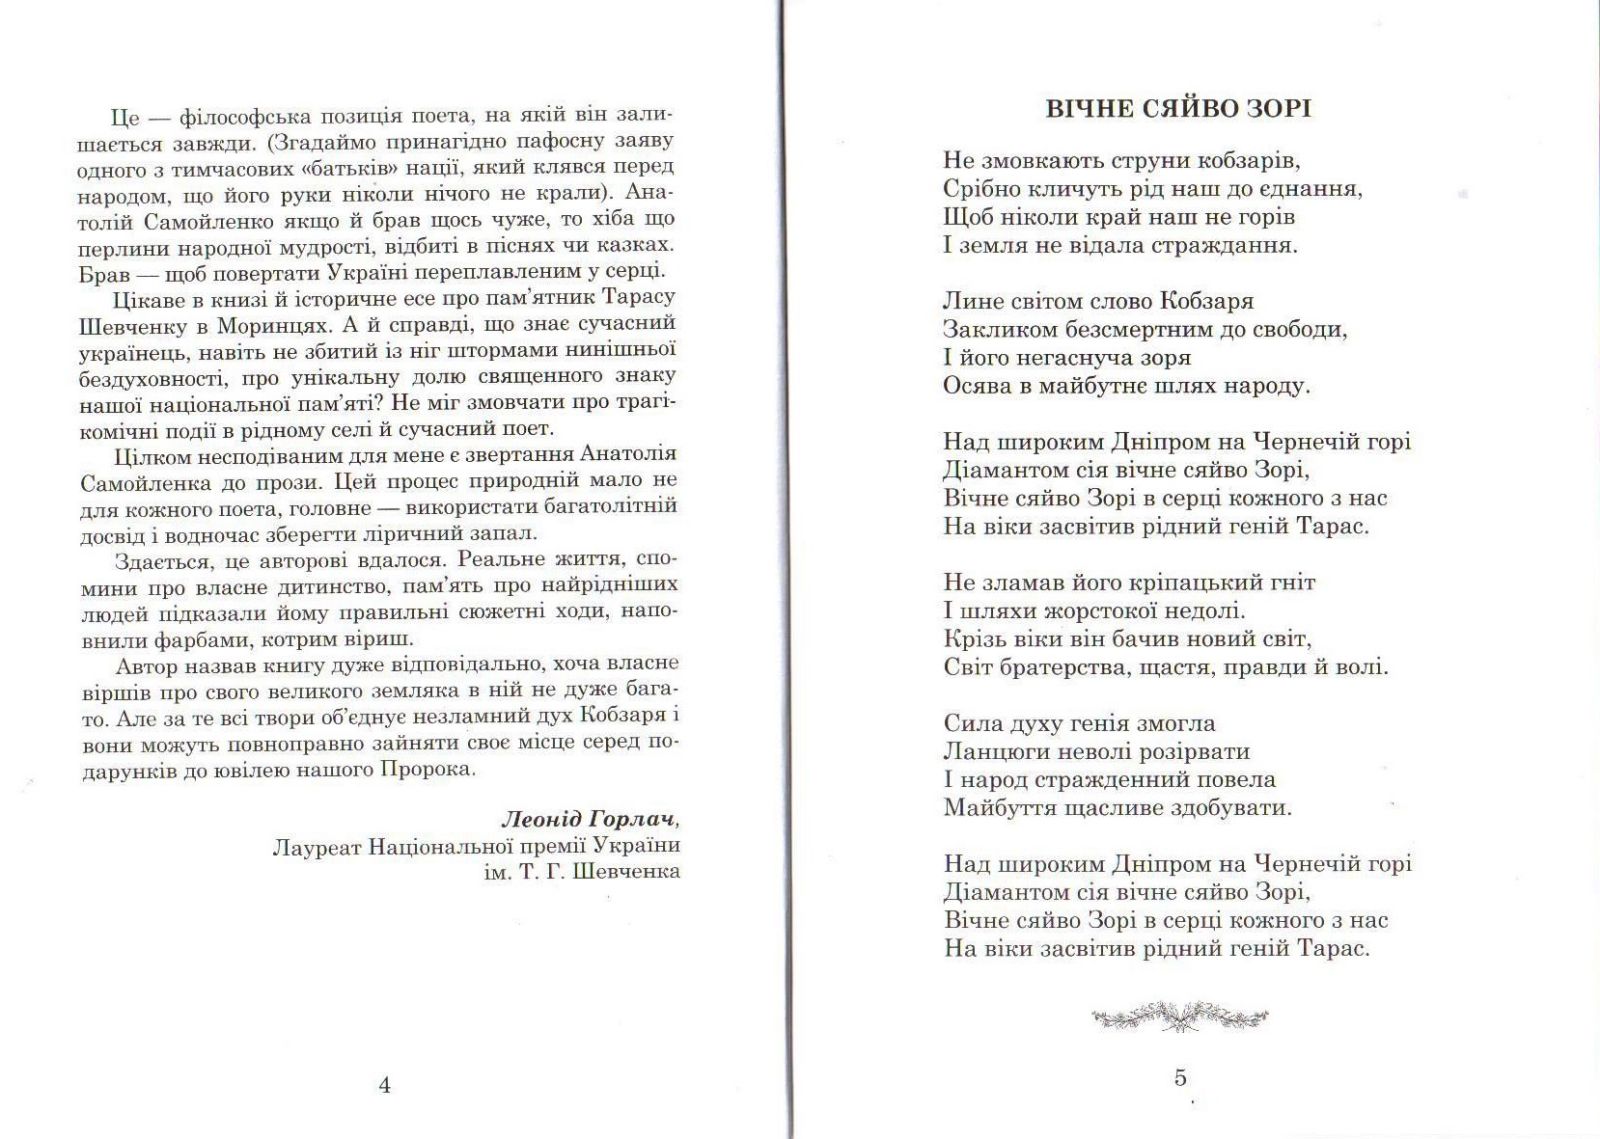 Це — філософська позиція поета, на якій він зали-
шається завжди. (Згадаймо принагідно пафосну заяву
одного з тимчасових «батьків» нації, який клявся перед
народом, що його руки ніколи нічого не крали). Ана-
толій Самойленко якщо й брав щось чуже, то хіба що
перлини народної мудрості, відбиті в піснях чи казках.
Брав — щоб повертати Україні переплавленим у серці.
Цікаве в книзі й історичне есе про пам’ятник Тарасу
Шевченку в Моринцях. А й справді, що знає сучасний
українець, навіть не збитий із ніг штормами нинішньої
бездуховності, про унікальну долю священного знаку
нашої національної пам’яті? Не міг змовчати про трагі-
комічні події в рідному селі й сучасний поет.
Цілком несподіваним для мене є звертання Анатолія
Самойленка до прози. Цей процес природній мало не
для кожного поета, головне — використати багатолітній
досвід і водночас зберегти ліричний запал.
Здається, це авторові вдалося. Реальне життя, спо-
мини про власне дитинство, пам’ять про найрідніших
людей підказали йому правильні сюжетні ходи, напо-
внили фарбами, котрим віриш.
Автор назвав книгу дуже відповідально, хоча власне
віршів про свого великого земляка в ній не дуже бага-
то. Але за те всі твори об’єднує незламний дух Кобзаря і
вони можуть повноправно зайняти своє місце серед по-
дарунків до ювілею нашого Пророка.
Леонід Горлач,
Лауреат Національної премії України
ім. Т. Г. Шевченка
4
ВІЧНЕ СЯЙВО ЗОРІ
Не змовкають струни кобзарів,
Срібно кличуть рід наш до єднання,
Щоб ніколи край наш не горів
І земля не відала страждання.
Лине світом слово Кобзаря
Закликом безсмертним до свободи,
І його негаснуча зоря
Осява в майбутнє шлях народу.
Над широким Дніпром на Чернечій горі
Діамантом сія вічне сяйво Зорі,
Вічне сяйво Зорі в серці кожного з нас
На віки засвітив рідний геній Тарас.
Не зламав його кріпацький гніт
І шляхи жорстокої недолі.
Крізь віки він бачив новий світ,
Світ братерства, щастя, правди й волі.
Сила духу генія змогла
Ланцюги неволі розірвати
І народ стражденний повела
Майбуття щасливе здобувати.
Над широким Дніпром на Чернечій горі
Діамантом сія вічне сяйво Зорі,
Вічне сяйво Зорі в серці кожного з нас
На віки засвітив рідний геній Тарас.
5